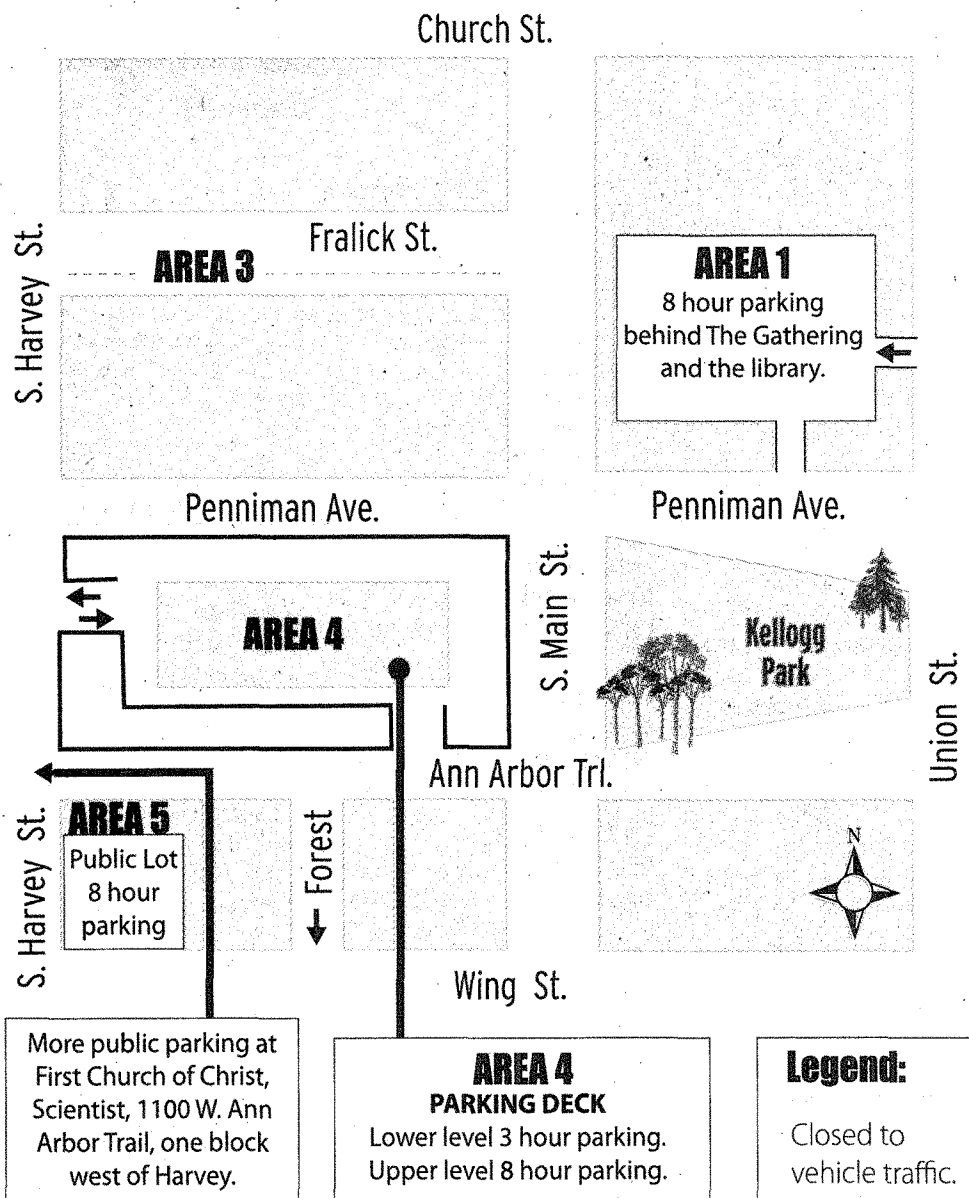 Church St.
S. Harvey St.
Fralick St.
AREA 3
AREA 1
8 hour parking
behind The Gathering
and the library.
Penniman Ave.
Penniman Ave.
AREA 4
S. Main St.
Kellogg
Park
Union St.
Ann Arbor Trl.
S. Harvey St.
AREA 5
Public Lot
8 hour
parking
Forest
N
Wing St.
More public parking at
First Church of Christ,
Scientist, 1100 W. Ann
Arbor Trail, one block
west of Harvey.
AREA 4
PARKING DECK
Lower level 3 hour parking.
Upper level 8 hour parking.
Legend:
Closed to
vehicle traffic.